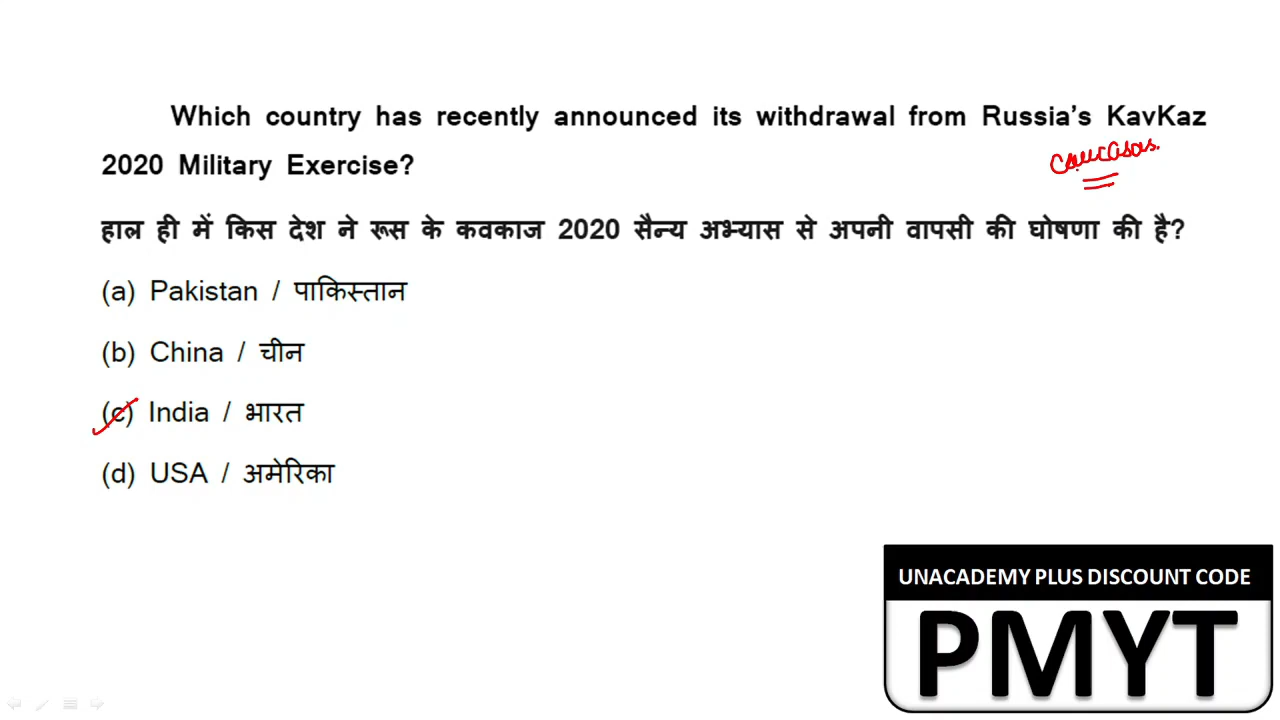 Which country has recently announced its withdrawal from Russia's KavKaz
caucasus.
2020 Military Exercise?
हाल ही में किस देश ने रूस के कवकाज 2020 सैन्य अभ्यास से अपनी वापसी की घोषणा की है?
(a) Pakistan / पाकिस्तान
(b) China / चीन
(c) India / भारत
(d) USA / अमेरिका
UNACADEMY PLUS DISCOUNT CODE
PMYT